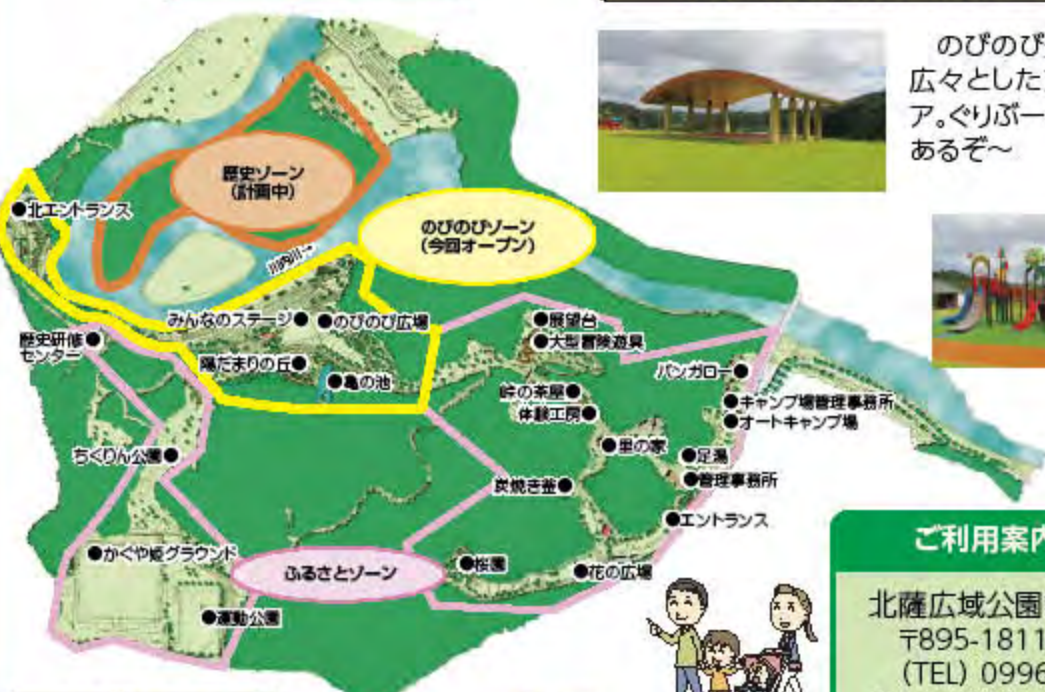 のびのび
広々とした
ア。ぐりぶー
あるぞ〜
歴史ゾーン
(計画中)
のびのびゾーン
(今回オープン)
●北エントランス
川内川→
みんなのステージ●
●のびのび広場
陽だまりの丘●
●亀の池
歴史研修
センター
●展望台
●大型冒険遊具
バンガロー●
●キャンプ場管理事務所
●オートキャンプ場
峠の茶屋●
体験工房●
●里の家
●足湯
●管理事務所
ちくりん公園●
炭焼き釜●
●エントランス
●かぐや姫グラウンド
ふるさとゾーン
●桜園
●花の広場
●運動公園
ご利用案内
北薩広域公園
〒895-1811
(TEL) 0996